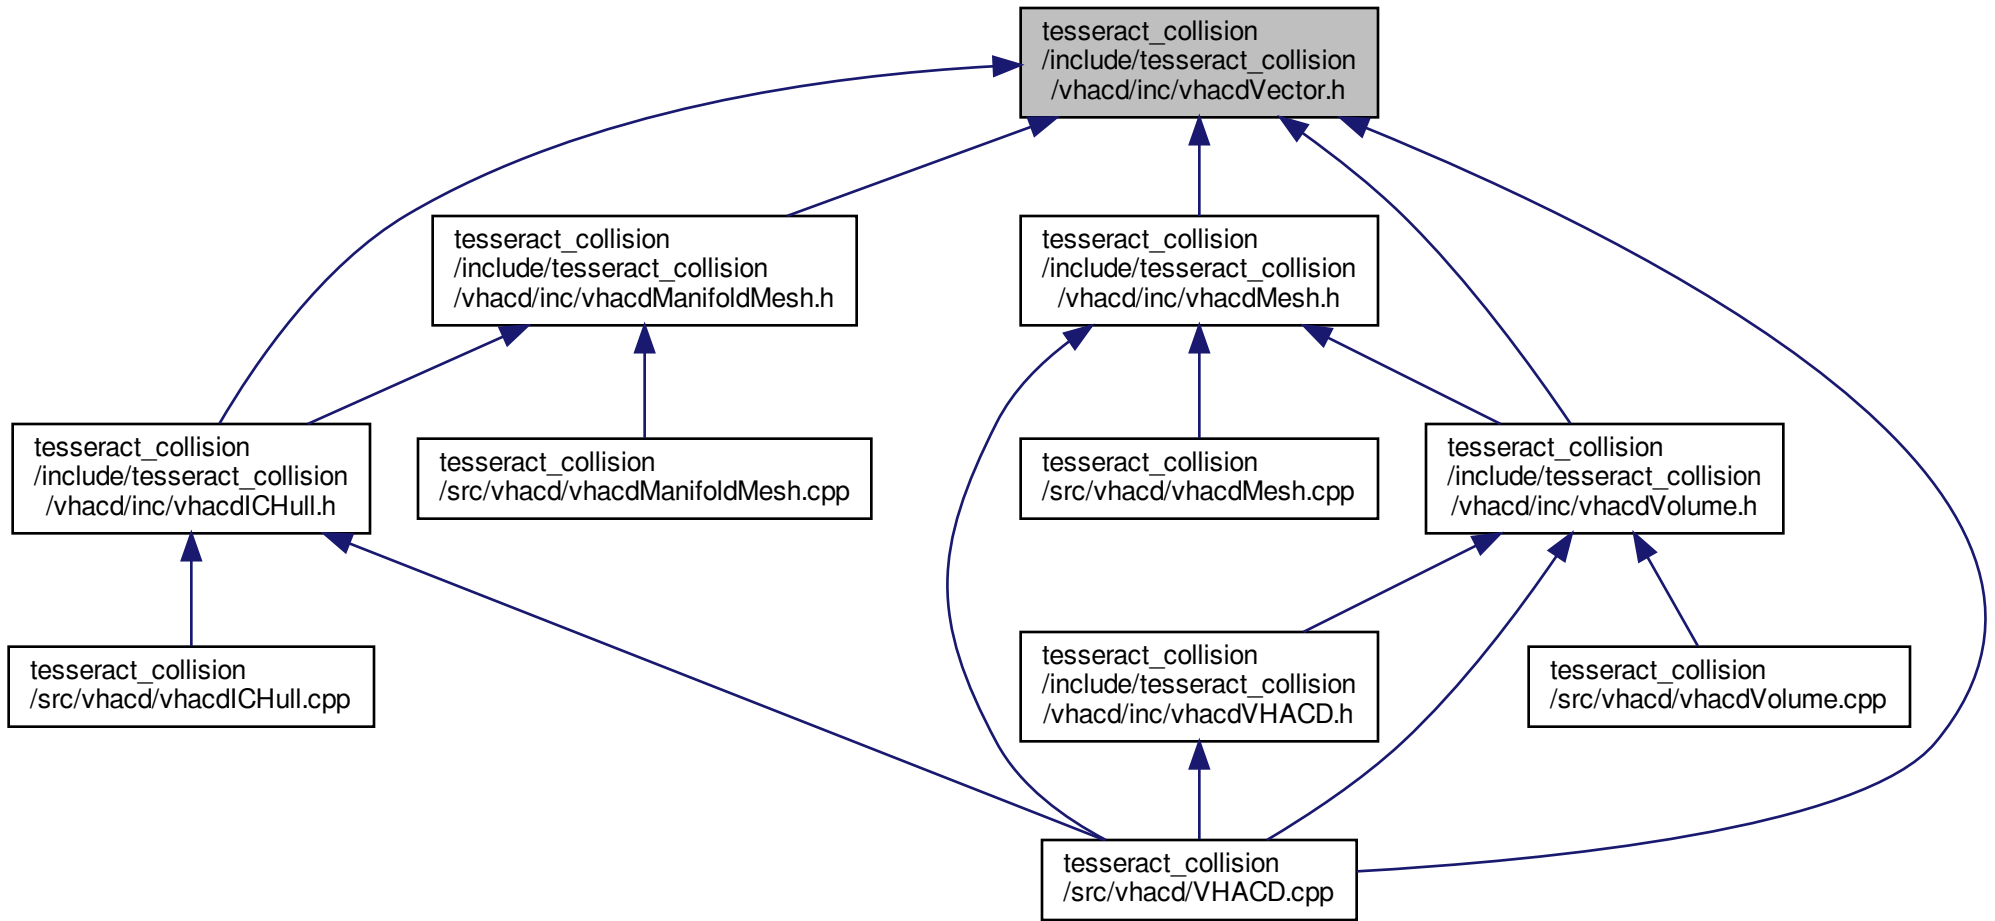 tesseract_collision
/include/tesseract_collision
/vhacd/inc/vhacdVector.h
tesseract_collision
/include/tesseract_collision
/vhacd/inc/vhacdManifoldMesh.h
tesseract_collision
/include/tesseract_collision
/vhacd/inc/vhacdMesh.h
tesseract_collision
/include/tesseract_collision
/vhacd/inc/vhacdICHull.h
tesseract_collision
/src/vhacd/vhacdManifoldMesh.cpp
tesseract_collision
/src/vhacd/vhacdMesh.cpp
tesseract_collision
/include/tesseract_collision
/vhacd/inc/vhacdVolume.h
tesseract_collision
/src/vhacd/vhacdICHull.cpp
tesseract_collision
/include/tesseract_collision
/vhacd/inc/vhacdVHACD.h
tesseract_collision
/src/vhacd/vhacdVolume.cpp
tesseract_collision
/src/vhacd/VHACD.cpp